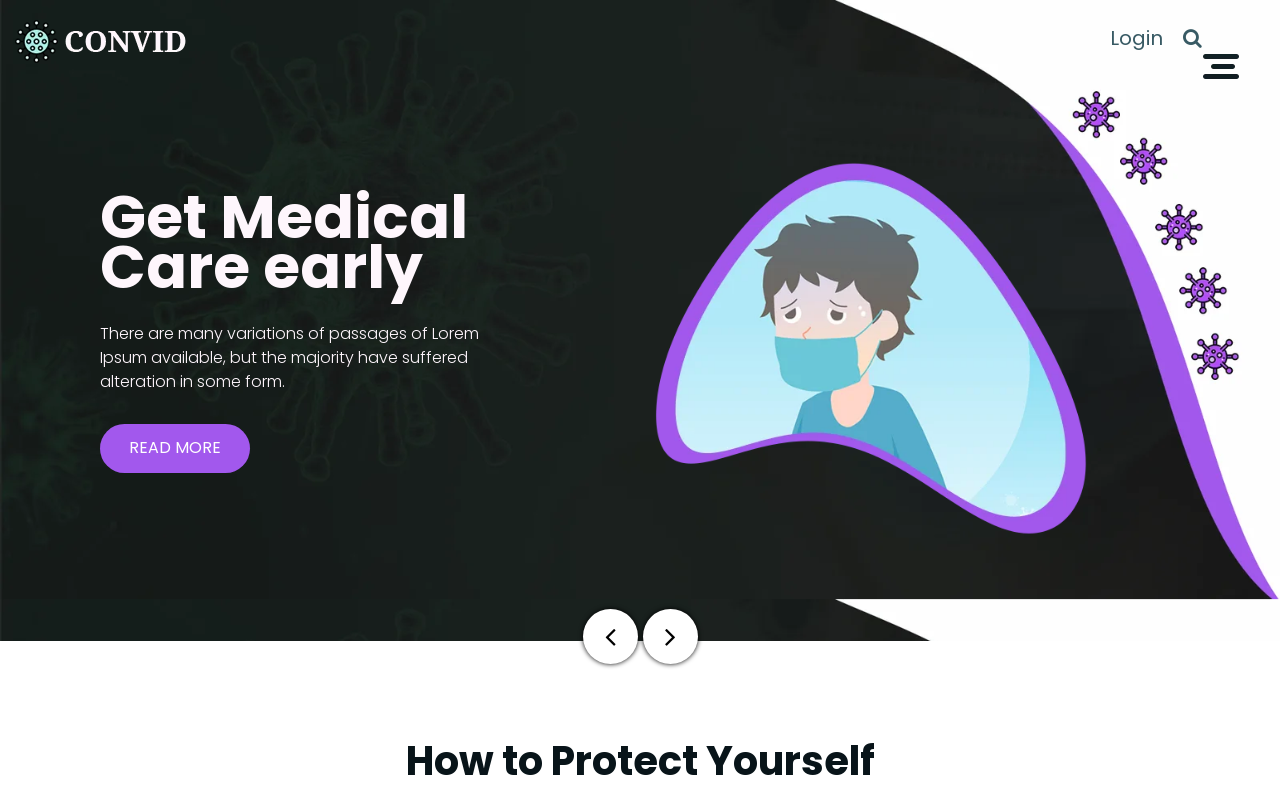 CONVID
Login
Get Medical
Care early
There are many variations of passages of Lorem
Ipsum available, but the majority have suffered
alteration in some form.
READ MORE
How to Protect Yourself